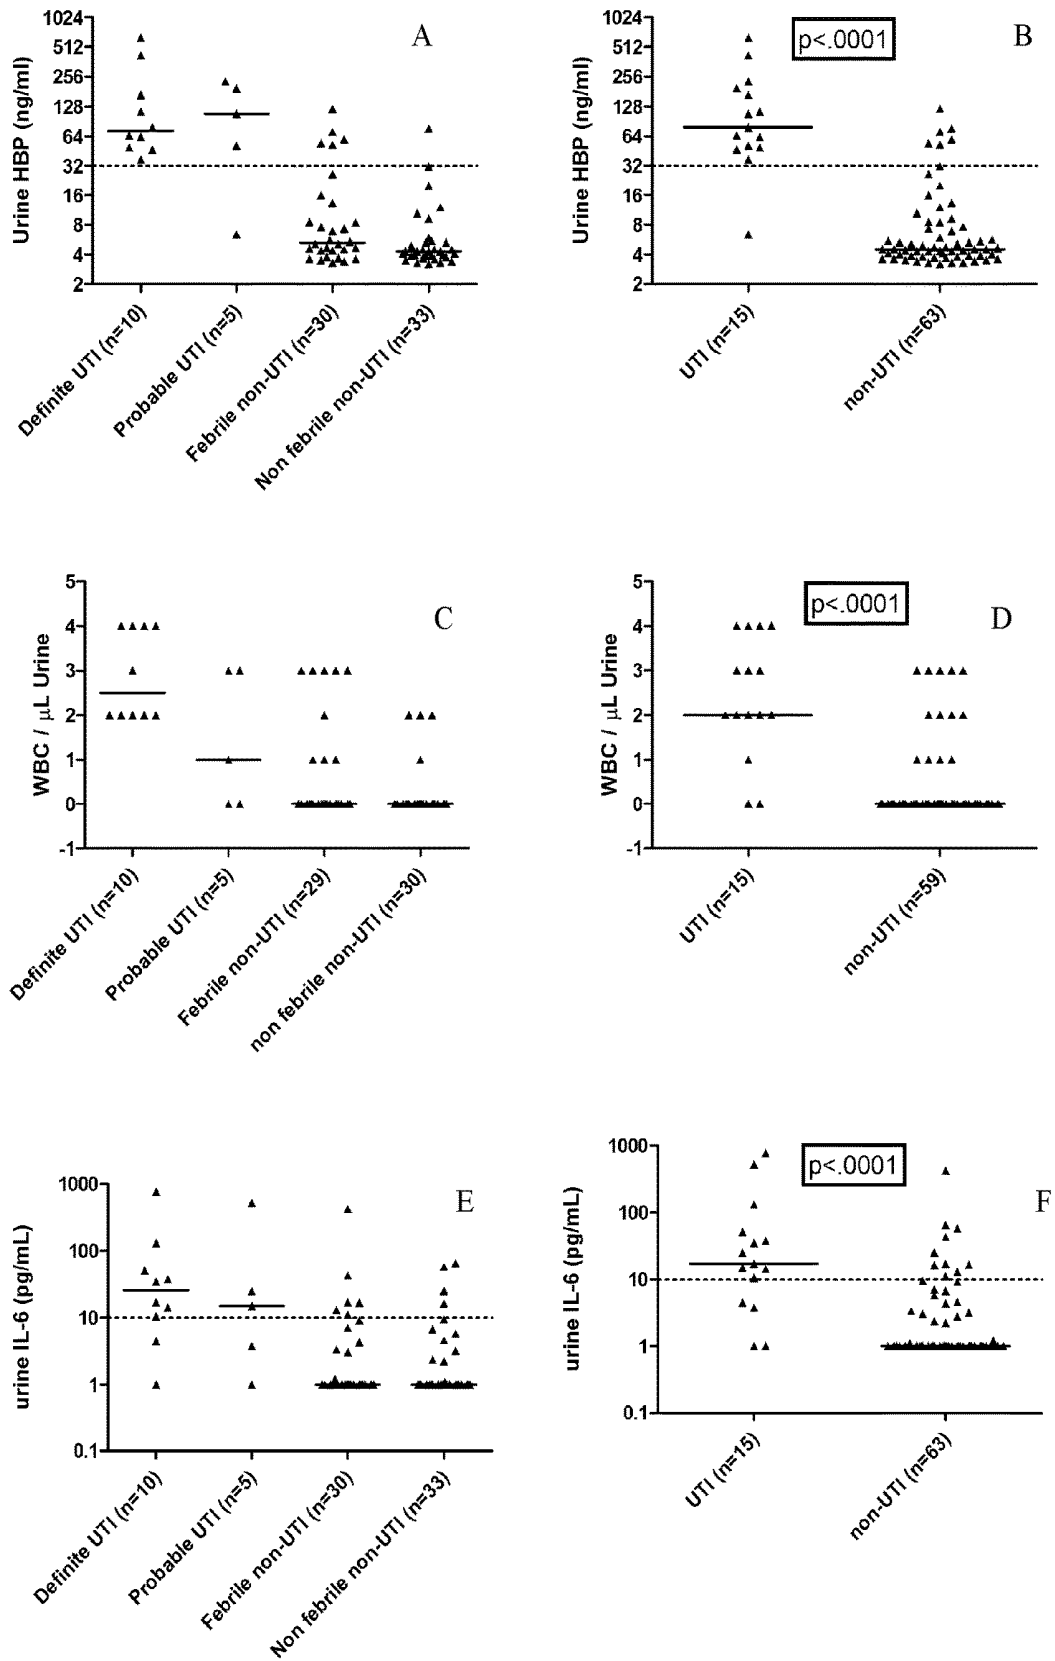 A
Urine HBP (ng/ml)
1024
512
256
128
64
32
16
8
4
2
Definite UTI (n=10)
Probable UTI (n=5)
Febrile non-UTI (n=30)
Non febrile non-UTI (n=33)
B
p<.0001
Urine HBP (ng/ml)
1024
512
256
128
64
32
16
8
4
2
UTI (n=15)
non-UTI (n=63)
C
WBC / μL Urine
5
4
3
2
1
0
-1
Definite UTI (n=10)
Probable UTI (n=5)
Febrile non-UTI (n=29)
non febrile non-UTI (n=30)
D
p<.0001
WBC / μL Urine
5
4
3
2
1
0
-1
UTI (n=15)
non-UTI (n=59)
E
urine IL-6 (pg/mL)
1000
100
10
1
0.1
Definite UTI (n=10)
Probable UTI (n=5)
Febrile non-UTI (n=30)
Non febrile non-UTI (n=33)
F
p<.0001
urine IL-6 (pg/mL)
1000
100
10
1
0.1
UTI (n=15)
non-UTI (n=63)